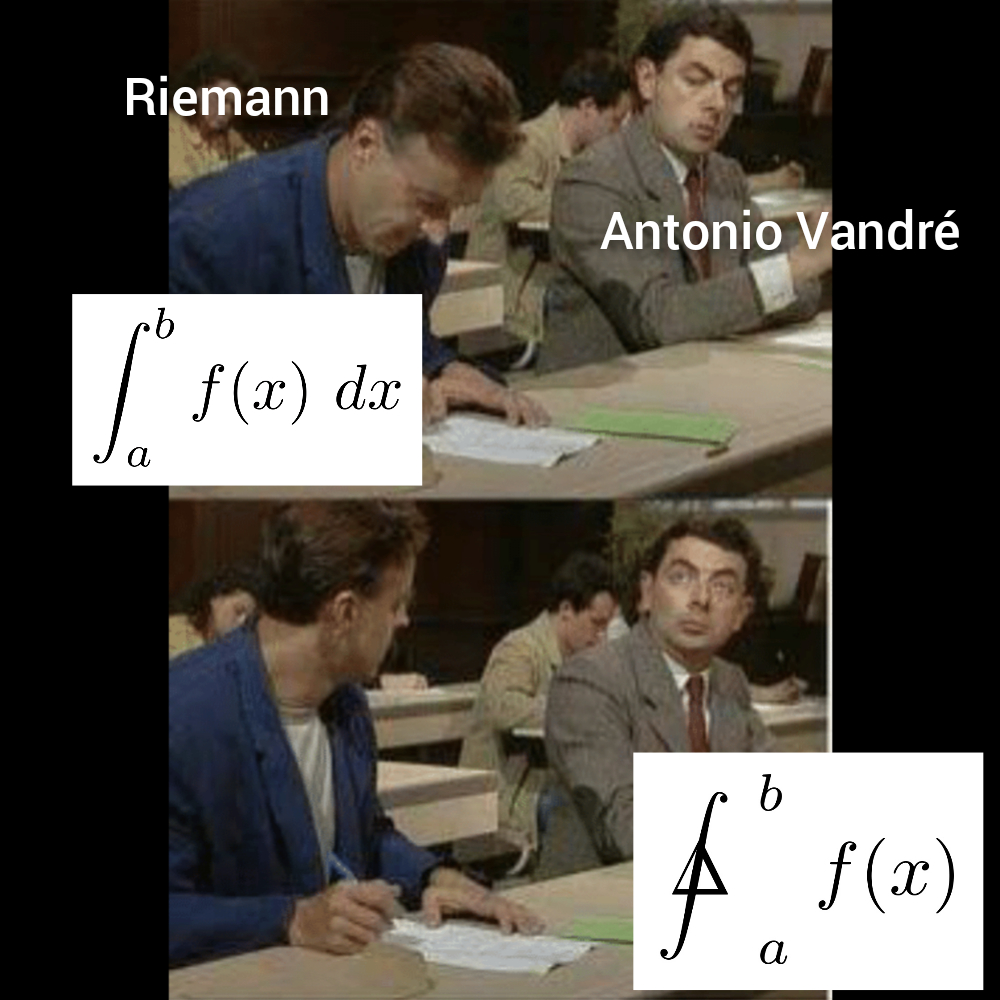 Riemann
Antonio Vandré
∫_a^b f(x) dx
⨺∫_a^b f(x)